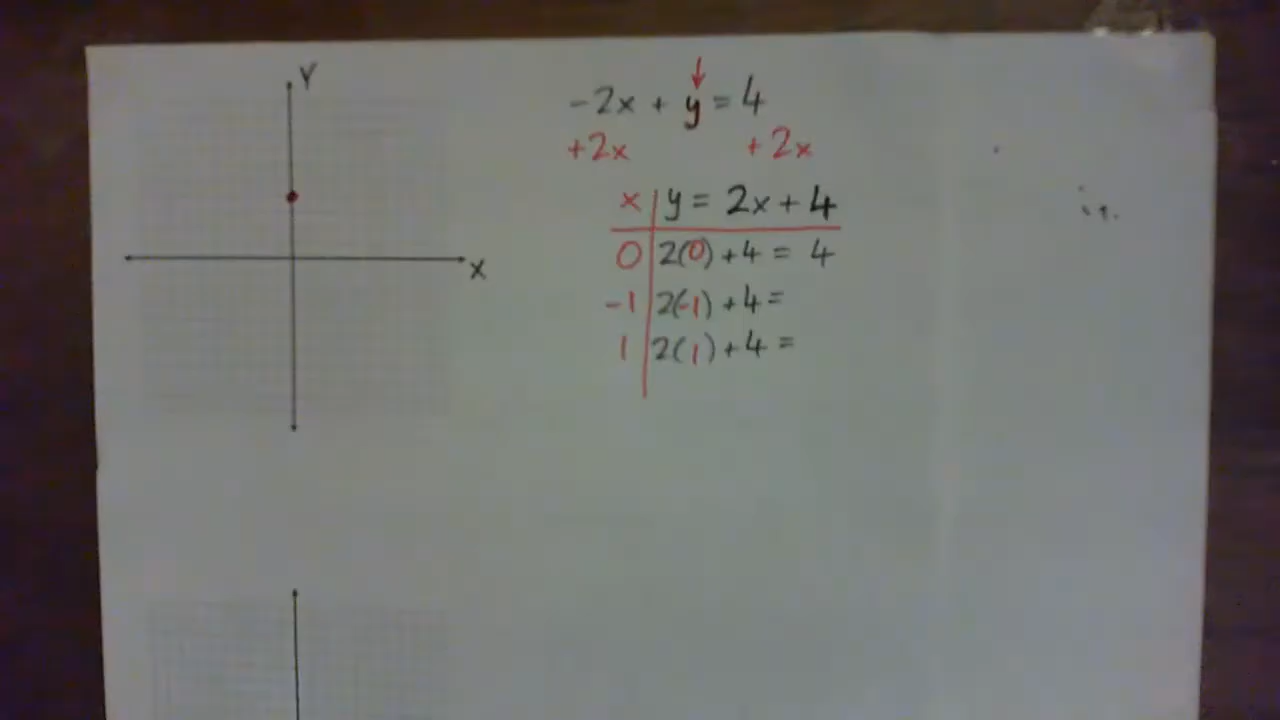 Y
X
-2x + y = 4
+2x +2x
x y = 2x + 4
0 2(0) + 4 = 4
-1 2(-1) + 4 =
1 2(1) + 4 =